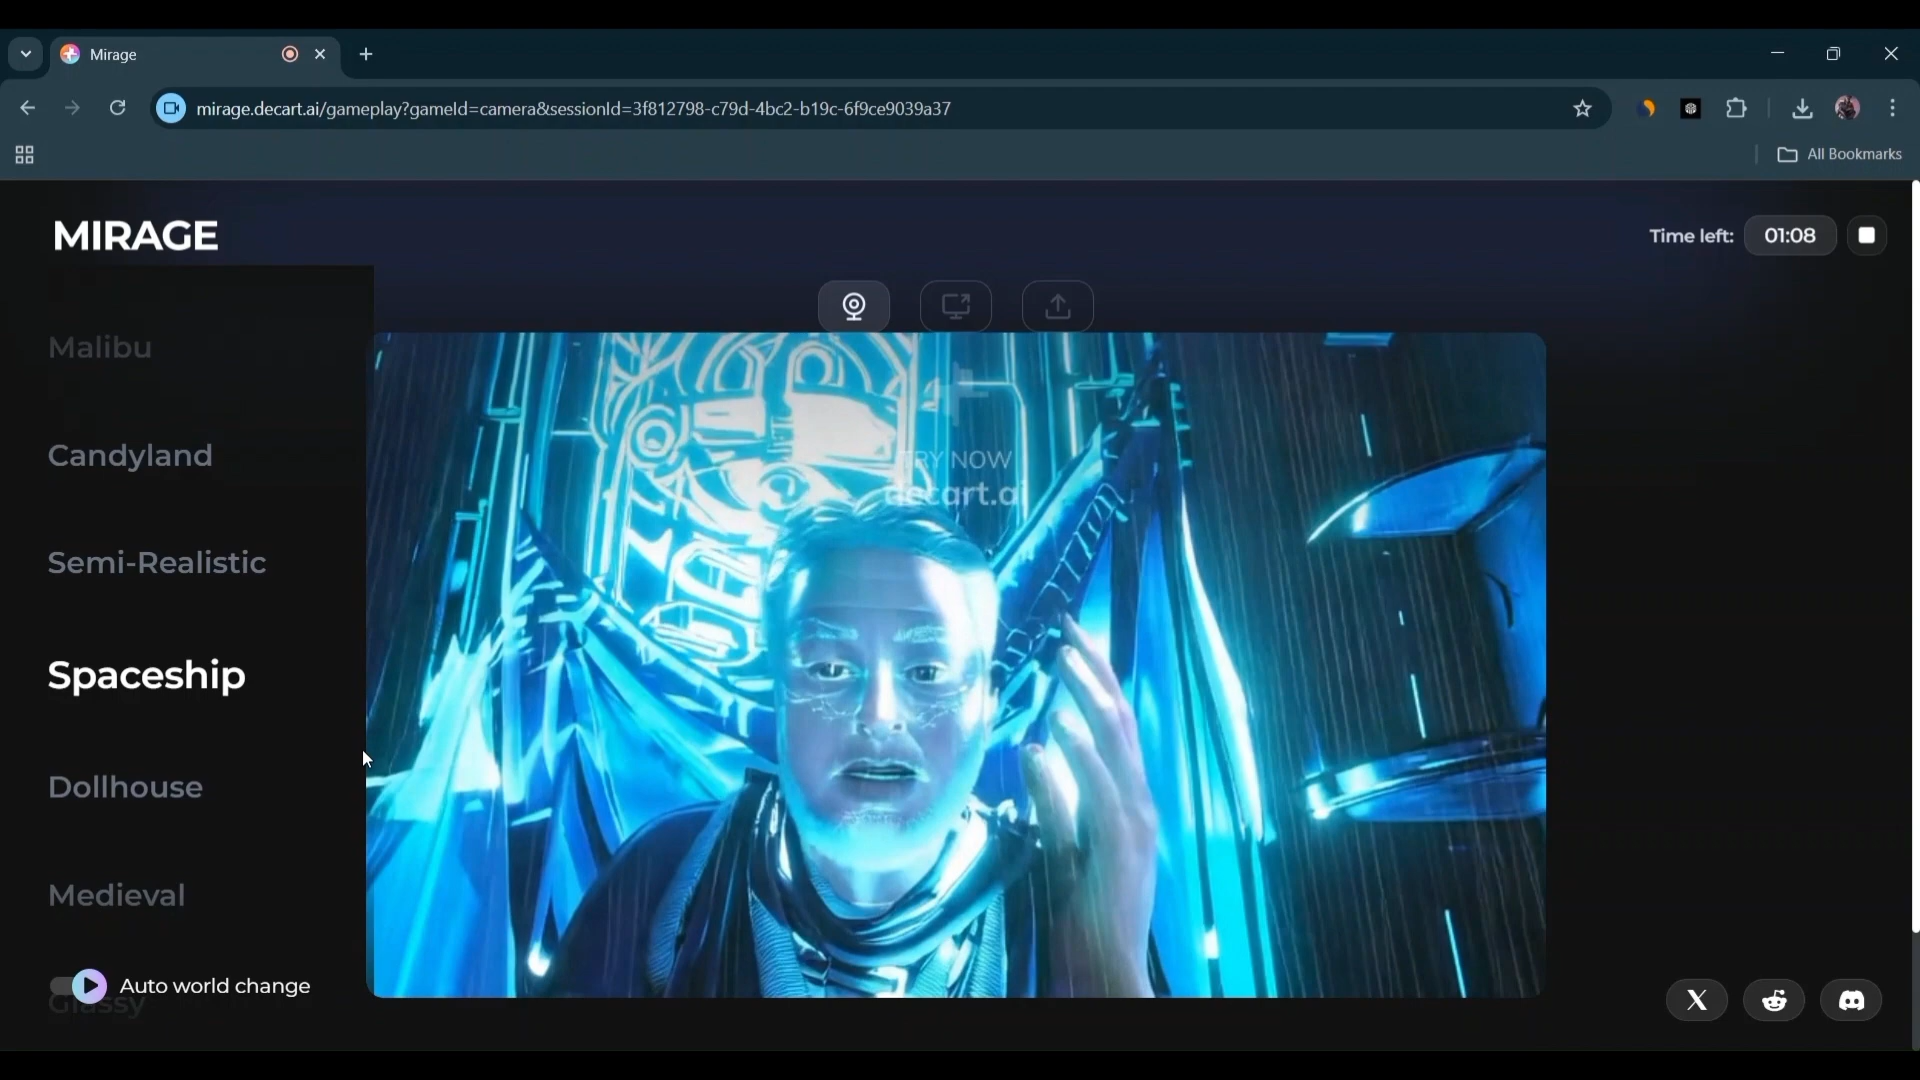 Mirage
mirage.decart.ai/gameplay?gameId=camera&sessionId=3f812798-c79d-4bc2-b19c-6f9ce9039a37
All Bookmarks
MIRAGE
Time left: 01:08
Malibu
Candyland
Semi-Realistic
Spaceship
Dollhouse
Medieval
Glassy
Auto world change
TRY NOW
decart.ai